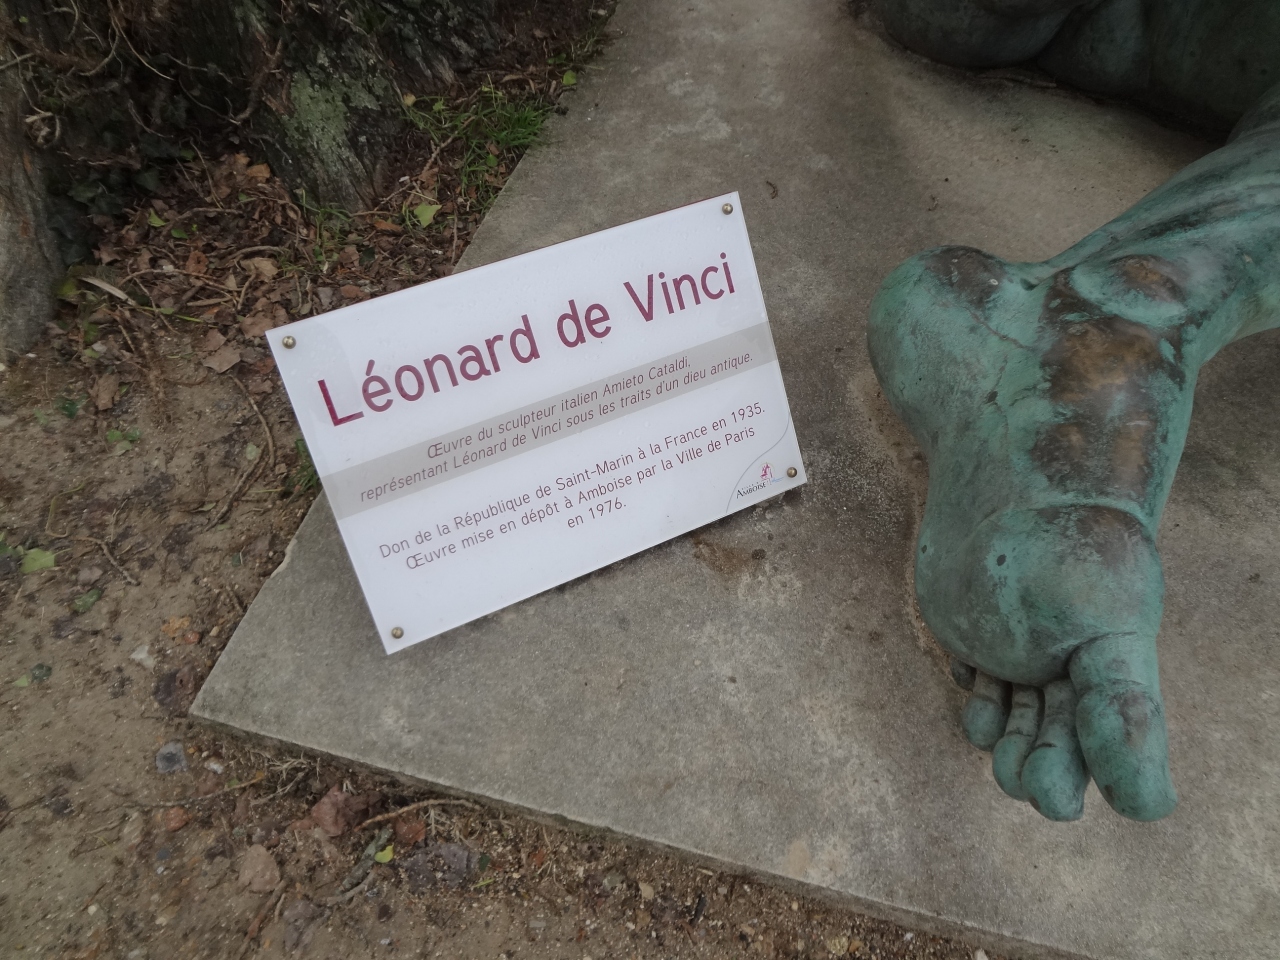 Léonard de Vinci
Œuvre du sculpteur italien Amieto Cataldi,
représentant Léonard de Vinci sous les traits d'un dieu antique.
Don de la République de Saint-Marin à la France en 1935.
Œuvre mise en dépôt à Amboise par la Ville de Paris
en 1976.
AMBOISE